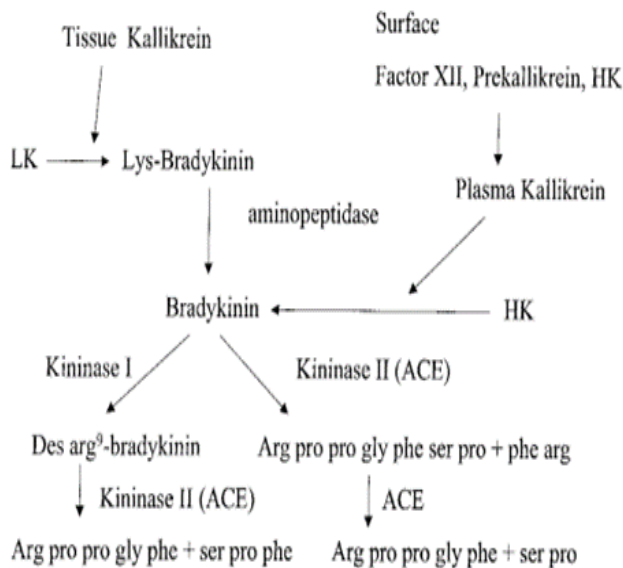 Surface
Tissue Kallikrein
Factor XII, Prekallikrein, HK
LK
Lys-Bradykinin
Plasma Kallikrein
aminopeptidase
Bradykinin
HK
Kininase I
Kininase II (ACE)
Des arg⁹-bradykinin
Arg pro pro gly phe ser pro + phe arg
Kininase II (ACE)
ACE
Arg pro pro gly phe + ser pro phe
Arg pro pro gly phe + ser pro